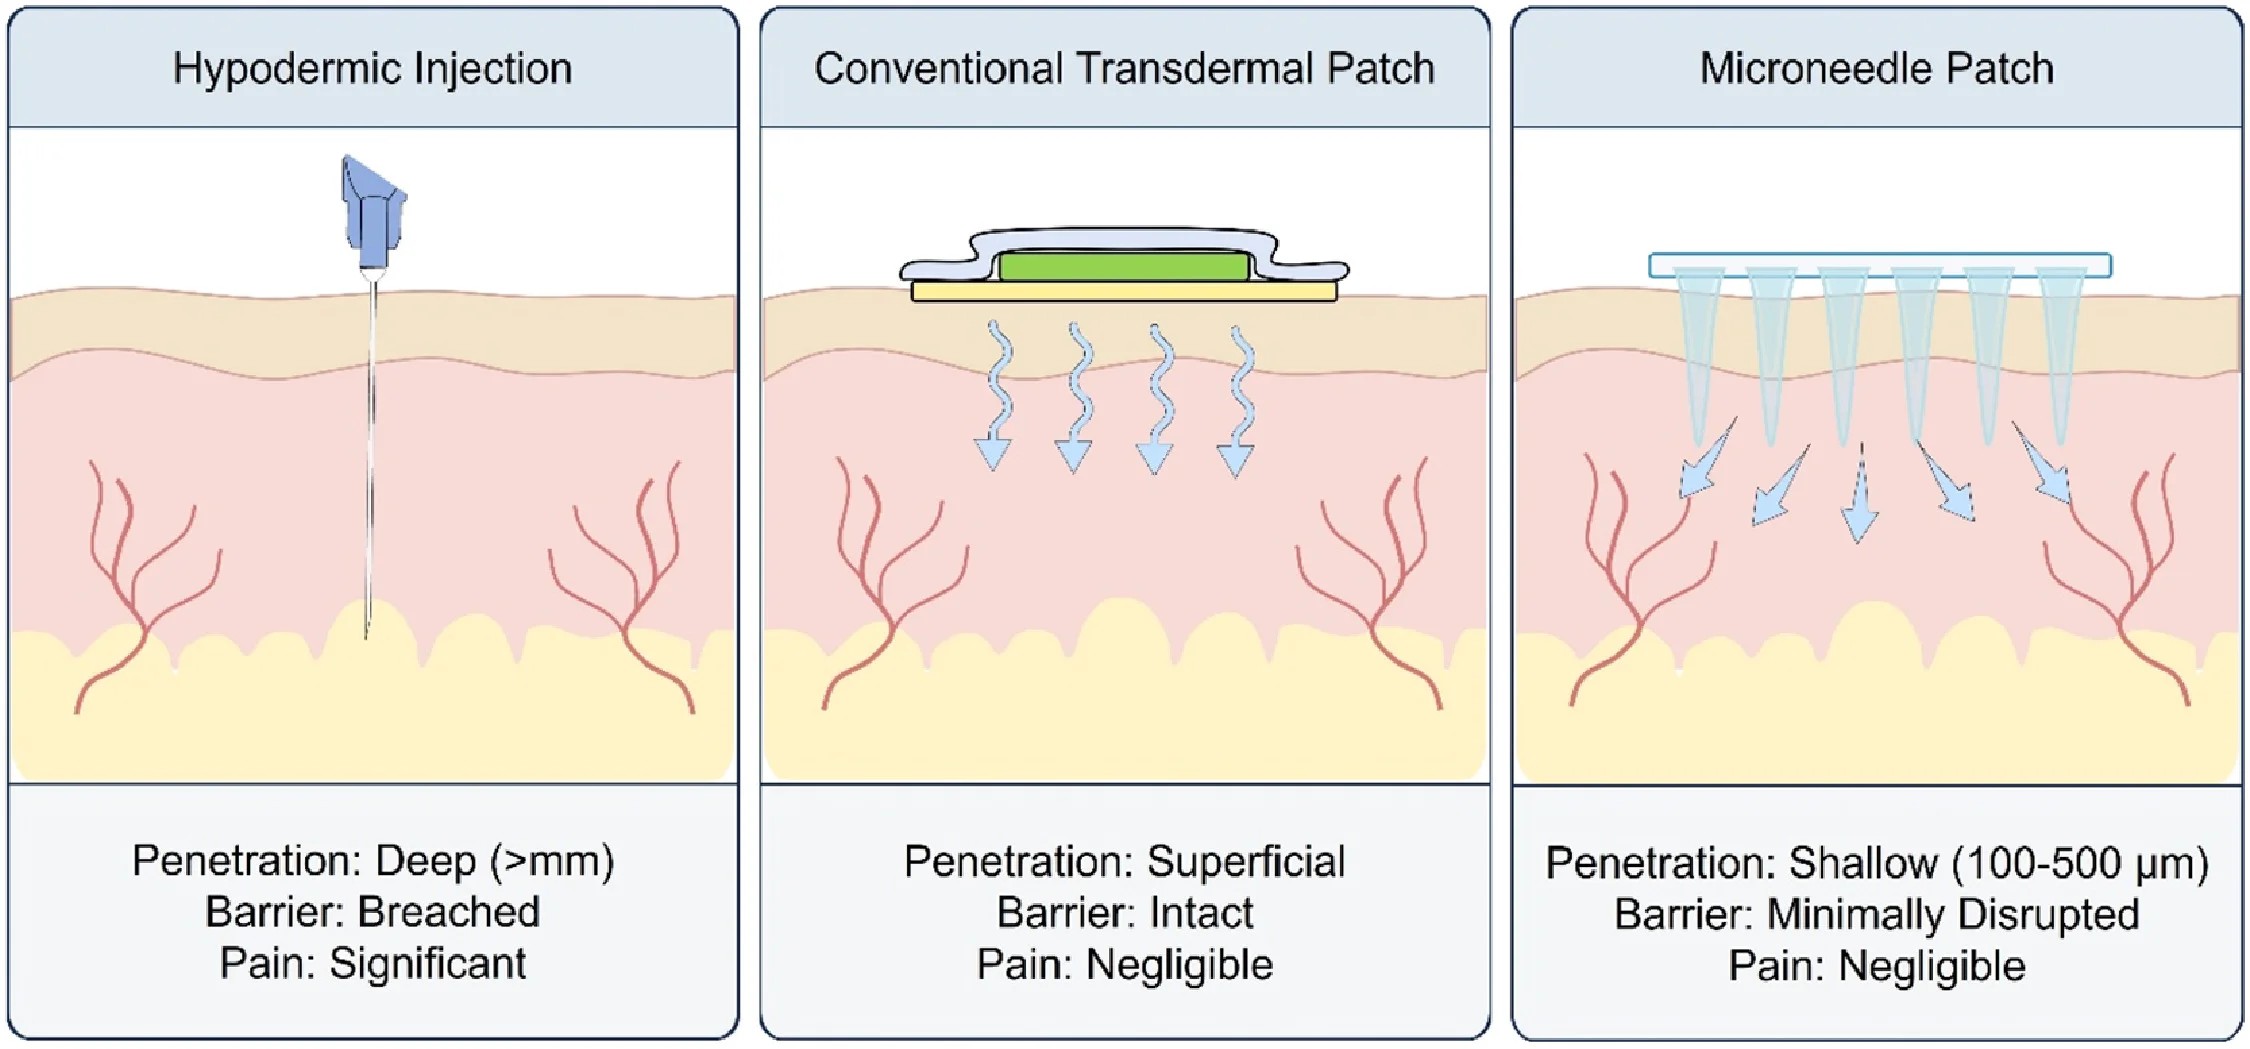 Hypodermic Injection
Penetration: Deep (>mm)
Barrier: Breached
Pain: Significant
Conventional Transdermal Patch
Penetration: Superficial
Barrier: Intact
Pain: Negligible
Microneedle Patch
Penetration: Shallow (100-500 μm)
Barrier: Minimally Disrupted
Pain: Negligible